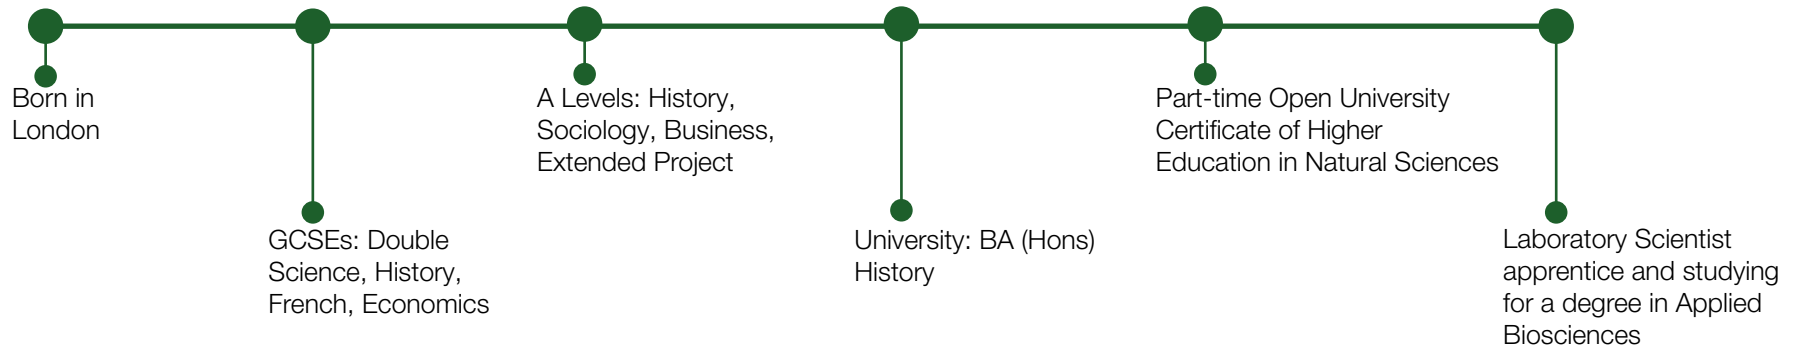 Born in
London
GCSEs: Double
Science, History,
French, Economics
A Levels: History,
Sociology, Business,
Extended Project
University: BA (Hons)
History
Part-time Open University
Certificate of Higher
Education in Natural Sciences
Laboratory Scientist
apprentice and studying
for a degree in Applied
Biosciences